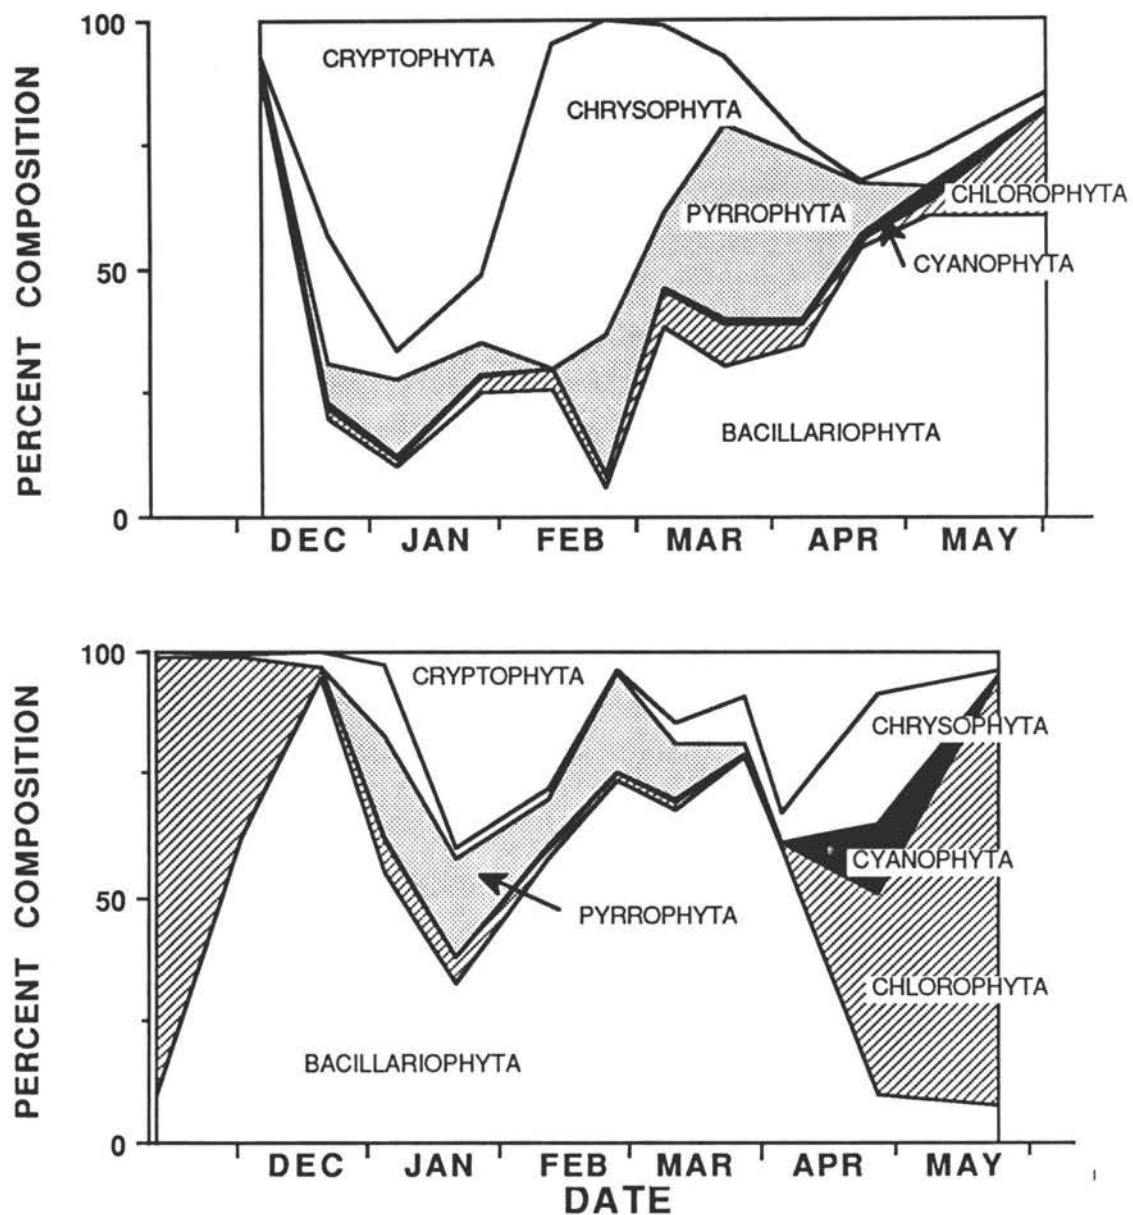 PERCENT COMPOSITION
100
50
0
CRYPTOPHYTA
CHRYSOPHYTA
PYRROPHYTA
CHLOROPHYTA
CYANOPHYTA
BACILLARIOPHYTA
DEC JAN FEB MAR APR MAY
PERCENT COMPOSITION
100
50
0
CRYPTOPHYTA
CHRYSOPHYTA
CYANOPHYTA
PYRROPHYTA
CHLOROPHYTA
BACILLARIOPHYTA
DEC JAN FEB MAR APR MAY
DATE